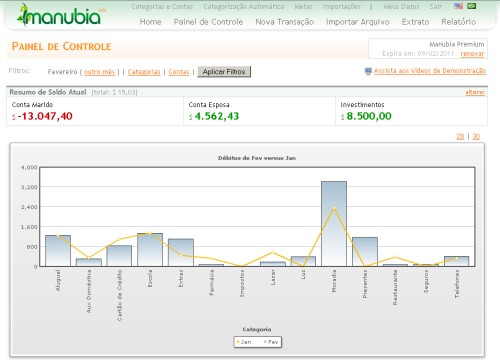 manubia beta
Categorias e Contas Categorização Automática Metas Importações | Meus Dados Sair
Home Painel de Controle Nova Transação Importar Arquivo Extrato Relatório
PAINEL DE CONTROLE
Manubia Premium
Expira em: 09/02/2011 renovar
Filtros: Fevereiro ( outro mês ) | Categorias | Contas | Aplicar Filtros
Assista aos Vídeos de Demonstração
Resumo de Saldo Atual [total: $ 15,03] alterar
Conta Marido Conta Esposa Investimentos
$ -13.047,40 $ 4.562,43 $ 8.500,00
2D | 3D
Débitos de Fev versus Jan
4,000
3,200
2,400
1,600
800
0
Aluguel
Aux Doméstica
Cartão de Crédito
Escola
Extras
Farmácia
Impostos
Lazer
Luz
Moradia
Presentes
Restaurante
Seguros
Telefones
Categoria
Jan Fev